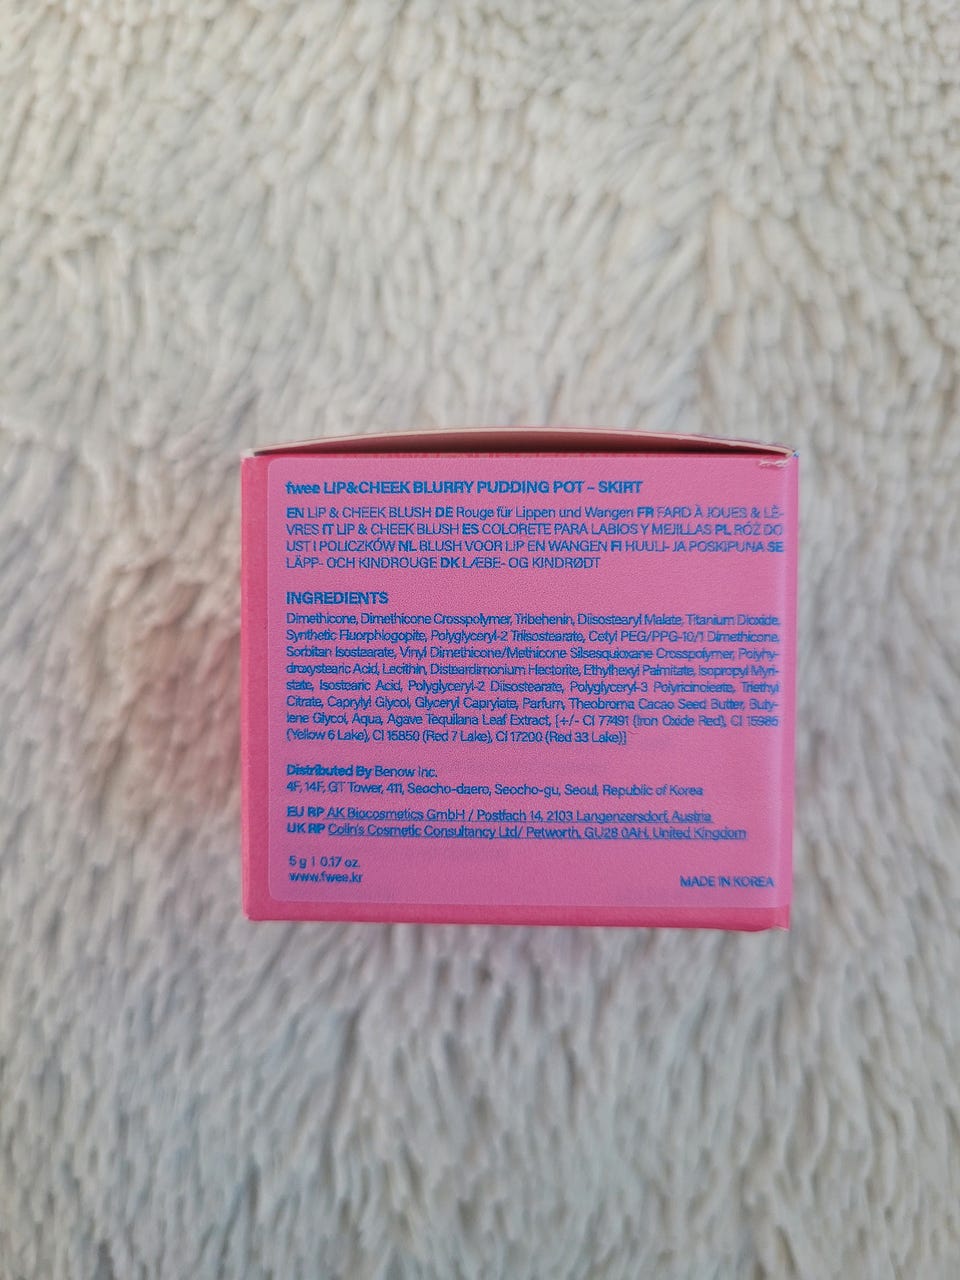 fwee LIP&CHEEK BLURRY PUDDING POT – SKIRT
EN LIP & CHEEK BLUSH DE Rouge für Lippen und Wangen FR FARD À JOUES & LÈ-
VRES IT LIP & CHEEK BLUSH ES COLORETE PARA LABIOS Y MEJILLAS PL RÓŻ DO
UST I POLICZKÓW NL BLUSH VOOR LIP EN WANGEN FI HUULI- JA POSKIPUNA SE
LÄPP- OCH KINDROUGE DK LÆBE- OG KINDRØDT
INGREDIENTS
Dimethicone, Dimethicone Crosspolymer, Tribehenin, Diisostearyl Malate, Titanium Dioxide,
Synthetic Fluorphlogopite, Polyglyceryl-2 Triisostearate, Cetyl PEG/PPG-10/1 Dimethicone,
Sorbitan Isostearate, Vinyl Dimethicone/Methicone Silsesquioxane Crosspolymer, Polyhy-
droxystearic Acid, Lecithin, Disteardimonium Hectorite, Ethylhexyl Palmitate, Isopropyl Myri-
state, Isostearic Acid, Polyglyceryl-2 Diisostearate, Polyglyceryl-3 Polyricinoleate, Triethyl
Citrate, Caprylyl Glycol, Glyceryl Caprylate, Parfum, Theobroma Cacao Seed Butter, Buty-
lene Glycol, Aqua, Agave Tequilana Leaf Extract, [+/- CI 77491 (Iron Oxide Red), CI 15985
(Yellow 6 Lake), CI 15850 (Red 7 Lake), CI 17200 (Red 33 Lake)]
Distributed By Benow Inc.
4F, 14F, GT Tower, 411, Seocho-daero, Seocho-gu, Seoul, Republic of Korea
EU RP AK Biocosmetics GmbH / Postfach 14, 2103 Langenzersdorf, Austria
UK RP Colin's Cosmetic Consultancy Ltd/ Petworth, GU28 0AH, United Kingdom
5 g | 0.17 oz.
www.fwee.kr
MADE IN KOREA